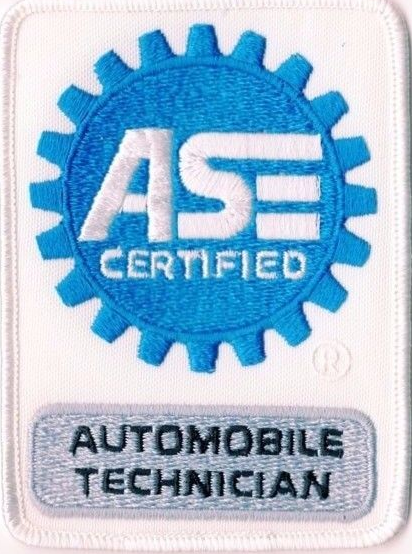 ASE
CERTIFIED
®
AUTOMOBILE
TECHNICIAN